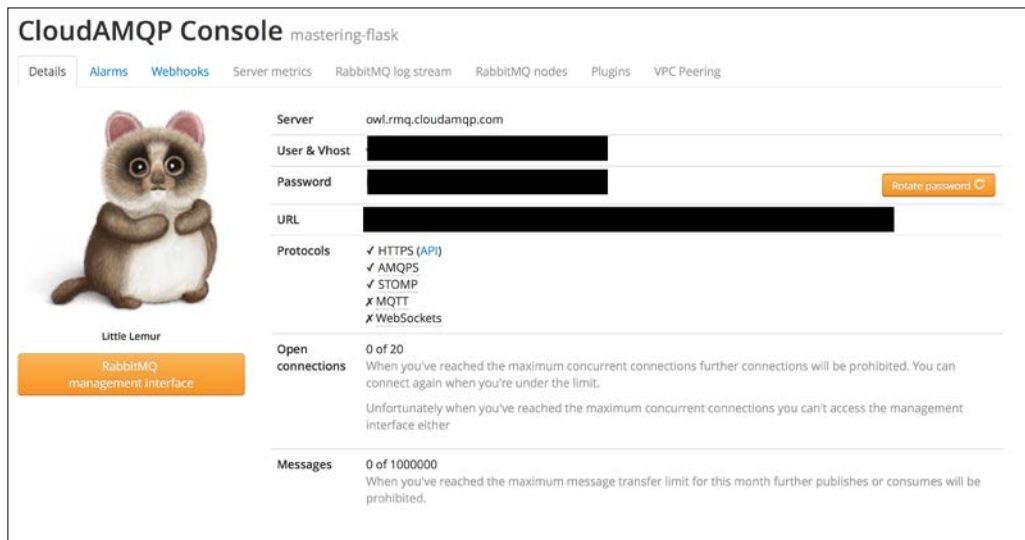 CloudAMQP Console mastering-flask
Details Alarms Webhooks Server metrics RabbitMQ log stream RabbitMQ nodes Plugins VPC Peering
Server owl.rmq.cloudamqp.com
User & Vhost
Password Rotate password
URL
Protocols ✓ HTTPS (API)
✓ AMQPS
✓ STOMP
✗ MQTT
✗ WebSockets
Little Lemur
RabbitMQ
management interface
Open
connections
0 of 20
When you've reached the maximum concurrent connections further connections will be prohibited. You can
connect again when you're under the limit.
Unfortunately when you've reached the maximum concurrent connections you can't access the management
interface either
Messages 0 of 1000000
When you've reached the maximum message transfer limit for this month further publishes or consumes will be
prohibited.